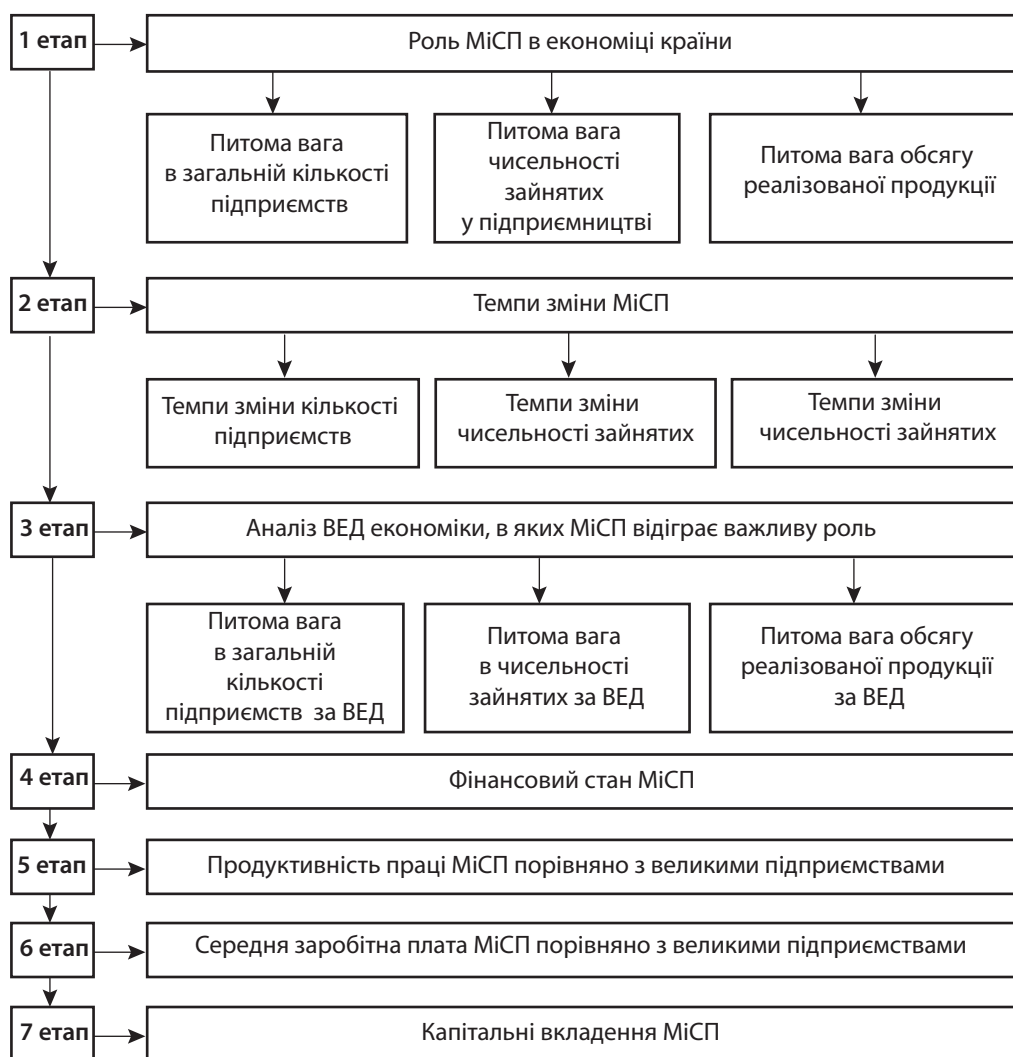 1 етап
Роль МіСП в економіці країни
Питома вага
в загальній кількості
підприємств
Питома вага
чисельності
зайнятих
у підприємництві
Питома вага обсягу
реалізованої продукції
2 етап
Темпи зміни МіСП
Темпи зміни кількості
підприємств
Темпи зміни
чисельності зайнятих
Темпи зміни
чисельності зайнятих
3 етап
Аналіз ВЕД економіки, в яких МіСП відіграє важливу роль
Питома вага
в загальній
кількості
підприємств за ВЕД
Питома вага
в чисельності
зайнятих за ВЕД
Питома вага обсягу
реалізованої продукції
за ВЕД
4 етап
Фінансовий стан МіСП
5 етап
Продуктивність праці МіСП порівняно з великими підприємствами
6 етап
Середня заробітна плата МіСП порівняно з великими підприємствами
7 етап
Капітальні вкладення МіСП